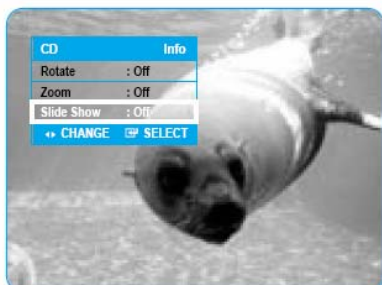 CD Info
Rotate : Off
Zoom : Off
Slide Show : Off
CHANGE SELECT